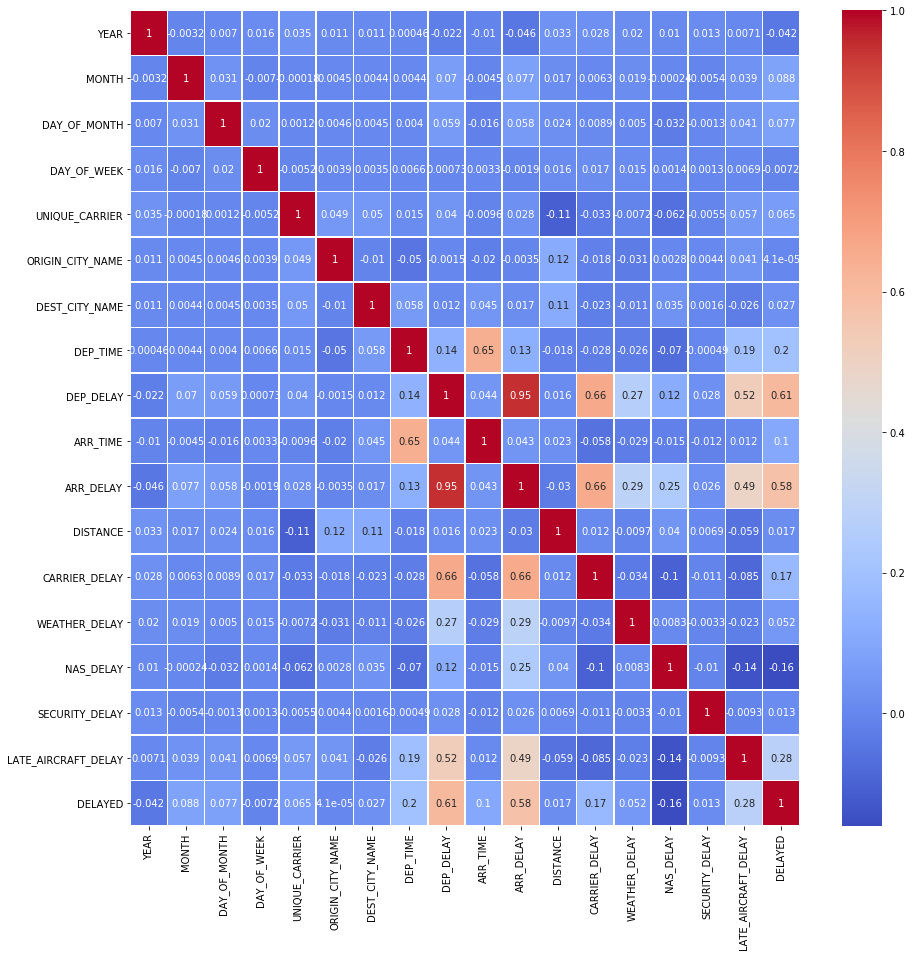 YEAR 1 -0.0032 0.007 0.016 0.035 0.011 0.011 0.00046 -0.022 -0.01 -0.046 0.033 0.028 0.02 0.01 0.013 0.0071 -0.042
MONTH -0.0032 1 0.031 -0.007 -0.00018 0.0045 0.0044 0.0044 0.07 -0.0045 0.077 0.017 0.0063 0.019 -0.00024 -0.0054 0.039 0.088
DAY_OF_MONTH 0.007 0.031 1 0.02 0.0012 0.0046 0.0045 0.004 0.059 -0.016 0.058 0.024 0.0089 0.005 -0.032 -0.0013 0.041 0.077
DAY_OF_WEEK 0.016 -0.007 0.02 1 -0.0052 0.0039 0.0035 0.0066 0.00073 0.0033 -0.0019 0.016 0.017 0.015 0.0014 0.0013 0.0069 -0.0072
UNIQUE_CARRIER 0.035 -0.00018 0.0012 -0.0052 1 0.049 0.05 0.015 0.04 -0.0096 0.028 -0.11 -0.033 -0.0072 -0.062 -0.0055 0.057 0.065
ORIGIN_CITY_NAME 0.011 0.0045 0.0046 0.0039 0.049 1 -0.01 -0.05 -0.0015 -0.02 -0.0035 0.12 -0.018 -0.031 0.0028 0.0044 0.041 4.1e-05
DEST_CITY_NAME 0.011 0.0044 0.0045 0.0035 0.05 -0.01 1 0.058 0.012 0.045 0.017 0.11 -0.023 -0.011 0.035 0.0016 -0.026 0.027
DEP_TIME 0.00046 0.0044 0.004 0.0066 0.015 -0.05 0.058 1 0.14 0.65 0.13 -0.018 -0.028 -0.026 -0.07 -0.00049 0.19 0.2
DEP_DELAY -0.022 0.07 0.059 0.00073 0.04 -0.0015 0.012 0.14 1 0.044 0.95 0.016 0.66 0.27 0.12 0.028 0.52 0.61
ARR_TIME -0.01 -0.0045 -0.016 0.0033 -0.0096 -0.02 0.045 0.65 0.044 1 0.043 0.023 -0.058 -0.029 -0.015 -0.012 0.012 0.1
ARR_DELAY -0.046 0.077 0.058 -0.0019 0.028 -0.0035 0.017 0.13 0.95 0.043 1 -0.03 0.66 0.29 0.25 0.026 0.49 0.58
DISTANCE 0.033 0.017 0.024 0.016 -0.11 0.12 0.11 -0.018 0.016 0.023 -0.03 1 0.012 -0.0097 0.04 0.0069 -0.059 0.017
CARRIER_DELAY 0.028 0.0063 0.0089 0.017 -0.033 -0.018 -0.023 -0.028 0.66 -0.058 0.66 0.012 1 -0.034 -0.1 -0.011 -0.085 0.17
WEATHER_DELAY 0.02 0.019 0.005 0.015 -0.0072 -0.031 -0.011 -0.026 0.27 -0.029 0.29 -0.0097 -0.034 1 0.0083 -0.0033 -0.023 0.052
NAS_DELAY 0.01 -0.00024 -0.032 0.0014 -0.062 0.0028 0.035 -0.07 0.12 -0.015 0.25 0.04 -0.1 0.0083 1 -0.01 -0.14 -0.16
SECURITY_DELAY 0.013 -0.0054 -0.0013 0.0013 -0.0055 0.0044 0.0016 -0.00049 0.028 -0.012 0.026 0.0069 -0.011 -0.0033 -0.01 1 -0.0093 0.013
LATE_AIRCRAFT_DELAY 0.0071 0.039 0.041 0.0069 0.057 0.041 -0.026 0.19 0.52 0.012 0.49 -0.059 -0.085 -0.023 -0.14 -0.0093 1 0.28
DELAYED -0.042 0.088 0.077 -0.0072 0.065 4.1e-05 0.027 0.2 0.61 0.1 0.58 0.017 0.17 0.052 -0.16 0.013 0.28 1
YEAR
MONTH
DAY_OF_MONTH
DAY_OF_WEEK
UNIQUE_CARRIER
ORIGIN_CITY_NAME
DEST_CITY_NAME
DEP_TIME
DEP_DELAY
ARR_TIME
ARR_DELAY
DISTANCE
CARRIER_DELAY
WEATHER_DELAY
NAS_DELAY
SECURITY_DELAY
LATE_AIRCRAFT_DELAY
DELAYED
1.0
0.8
0.6
0.4
0.2
0.0